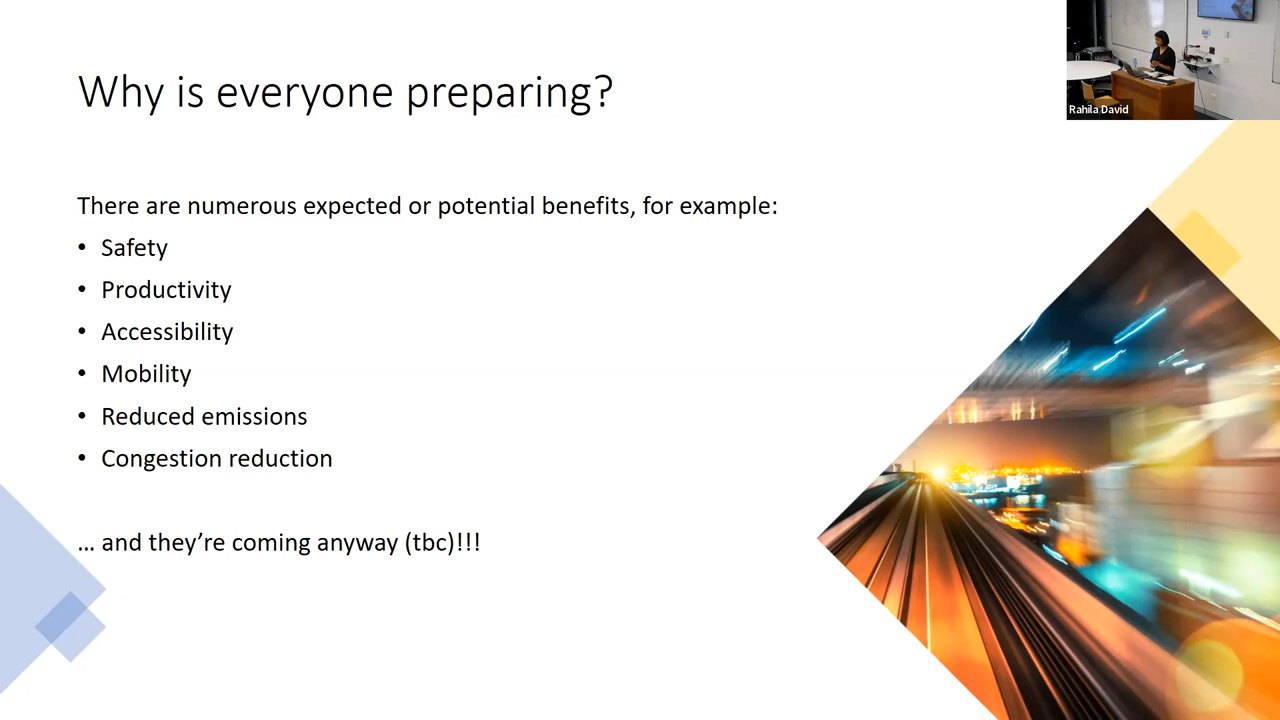 Why is everyone preparing?
Rahila David
There are numerous expected or potential benefits, for example:
• Safety
• Productivity
• Accessibility
• Mobility
• Reduced emissions
• Congestion reduction
… and they’re coming anyway (tbc)!!!